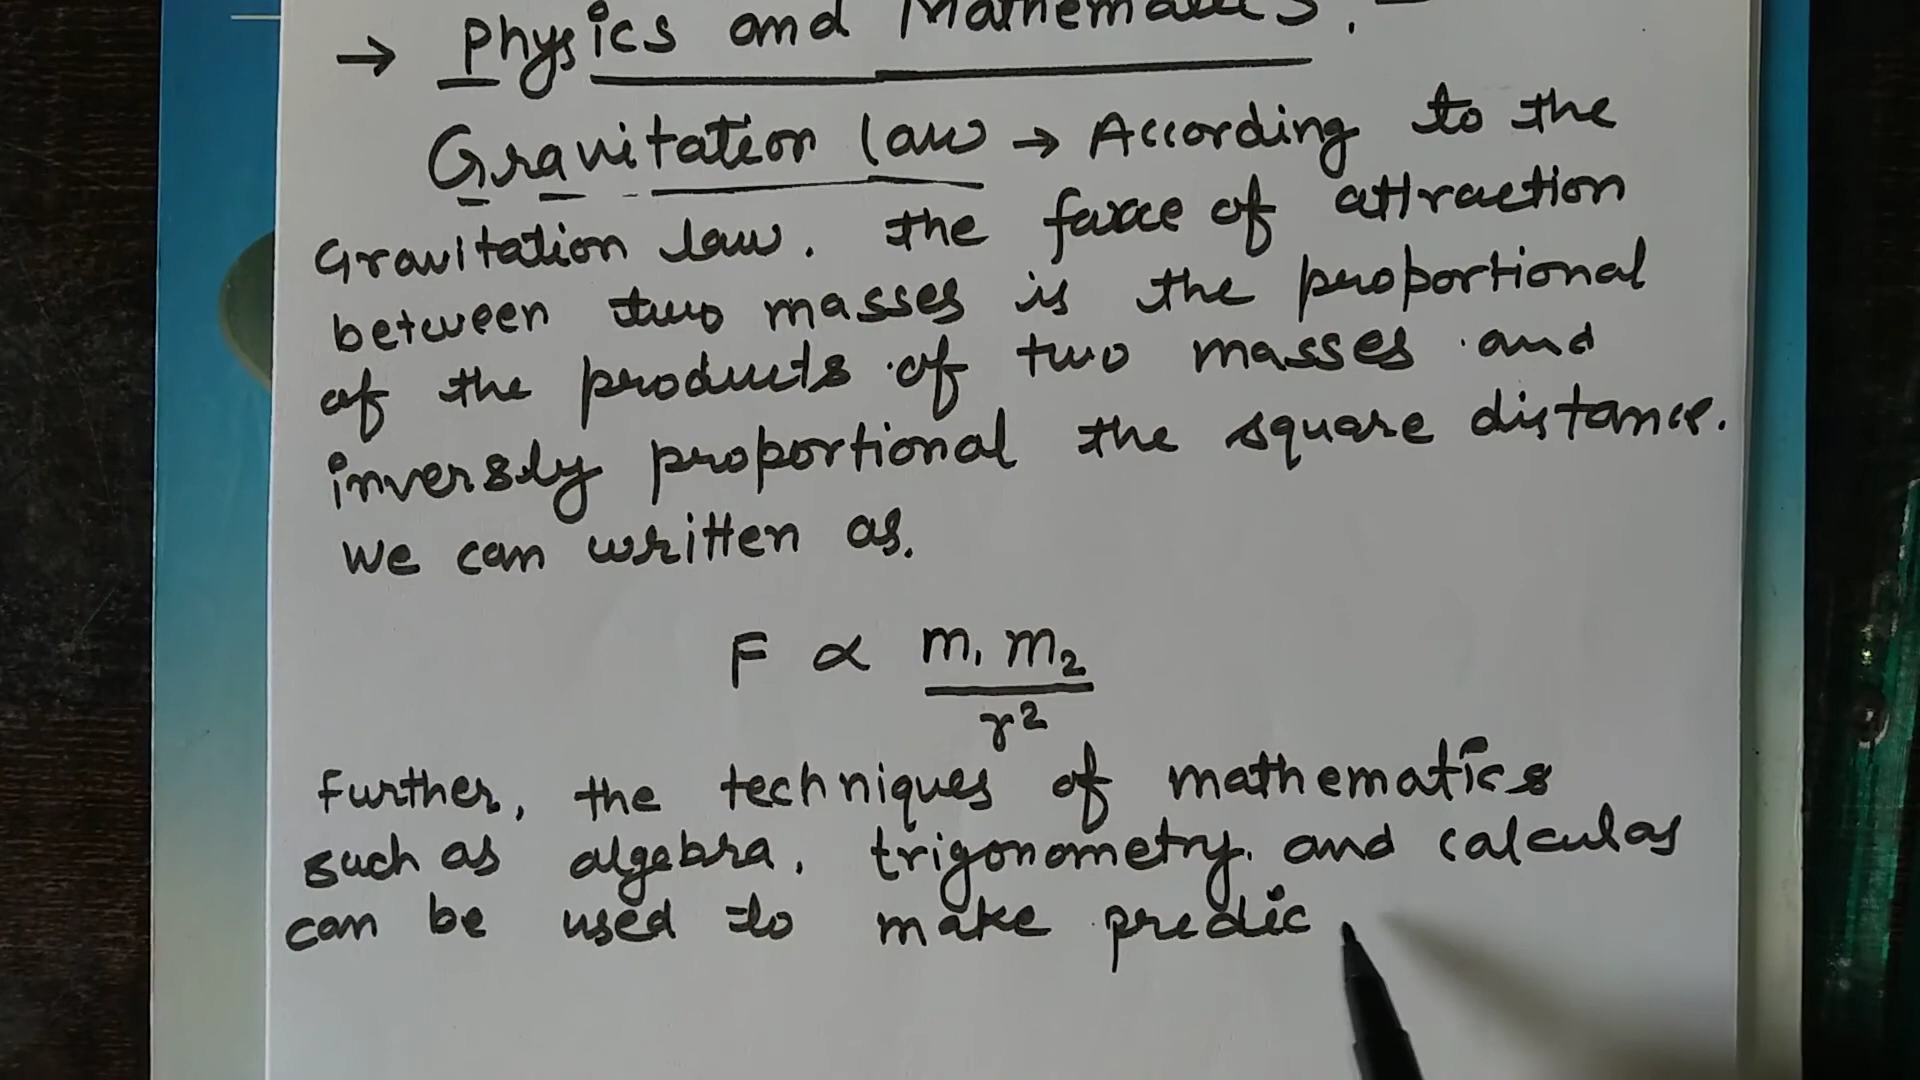 → Physics and Mathematics.
Gravitation law → According to the
Gravitation law. the force of attraction
between two masses is the proportional
of the products of two masses and
inversly proportional the square distance.
We can written as.
F ∝ m₁ m₂
r²
Further, the techniques of mathematics
such as algebra, trigonometry. and calculas
can be used to make predic